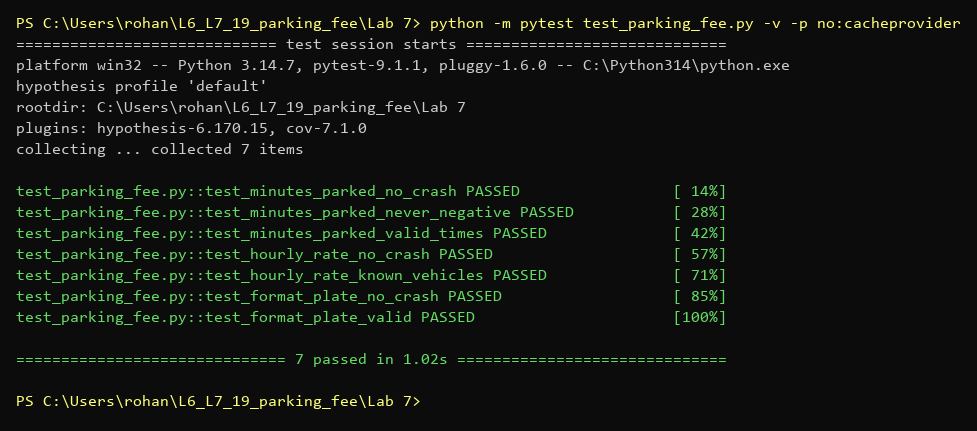 PS C:\Users\rohan\L6_L7_19_parking_fee\Lab 7> python -m pytest test_parking_fee.py -v -p no:cacheprovider
============================= test session starts =============================
platform win32 -- Python 3.14.7, pytest-9.1.1, pluggy-1.6.0 -- C:\Python314\python.exe
hypothesis profile 'default'
rootdir: C:\Users\rohan\L6_L7_19_parking_fee\Lab 7
plugins: hypothesis-6.170.15, cov-7.1.0
collecting ... collected 7 items
test_parking_fee.py::test_minutes_parked_no_crash PASSED [ 14%]
test_parking_fee.py::test_minutes_parked_never_negative PASSED [ 28%]
test_parking_fee.py::test_minutes_parked_valid_times PASSED [ 42%]
test_parking_fee.py::test_hourly_rate_no_crash PASSED [ 57%]
test_parking_fee.py::test_hourly_rate_known_vehicles PASSED [ 71%]
test_parking_fee.py::test_format_plate_no_crash PASSED [ 85%]
test_parking_fee.py::test_format_plate_valid PASSED [100%]
============================== 7 passed in 1.02s ==============================
PS C:\Users\rohan\L6_L7_19_parking_fee\Lab 7>